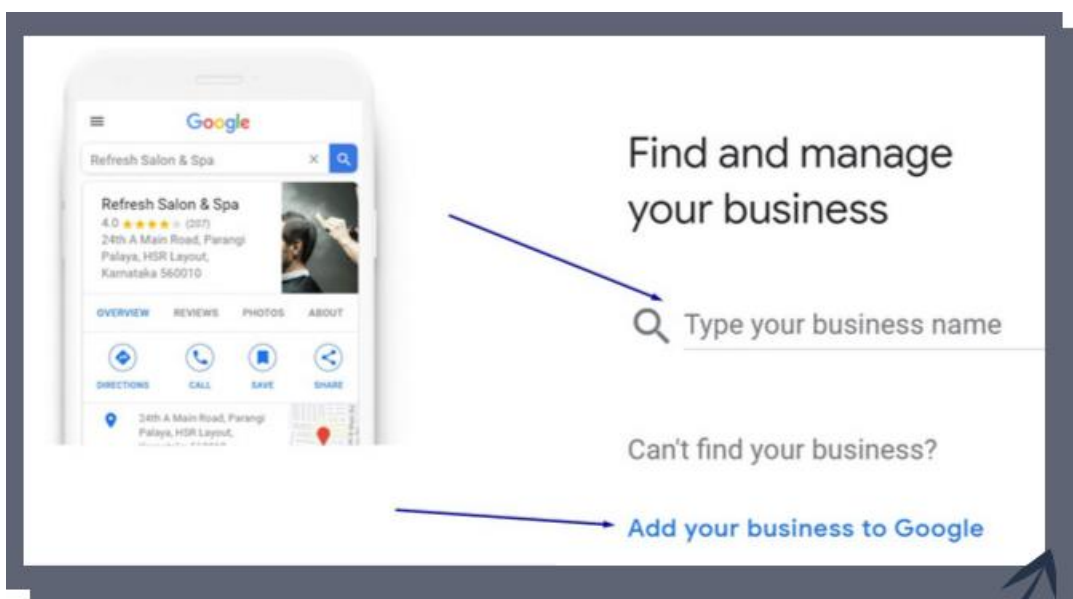 Google
Refresh Salon & Spa
Refresh Salon & Spa
4.0 (207)
24th A Main Road, Parangi
Palaya, HSR Layout,
Karnataka 560010
OVERVIEW REVIEWS PHOTOS ABOUT
DIRECTIONS CALL SAVE SHARE
24th A Main Road, Parangi
Palaya, HSR Layout,
Find and manage
your business
Type your business name
Can't find your business?
Add your business to Google